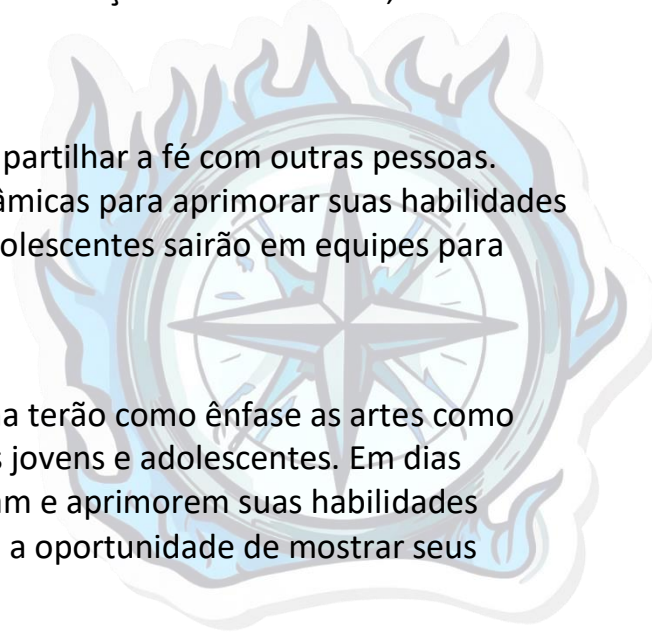 partilhar a fé com outras pessoas.
âmicas para aprimorar suas habilidades
olescentes sairão em equipes para
a terão como ênfase as artes como
s jovens e adolescentes. Em dias
am e aprimorem suas habilidades
a oportunidade de mostrar seus